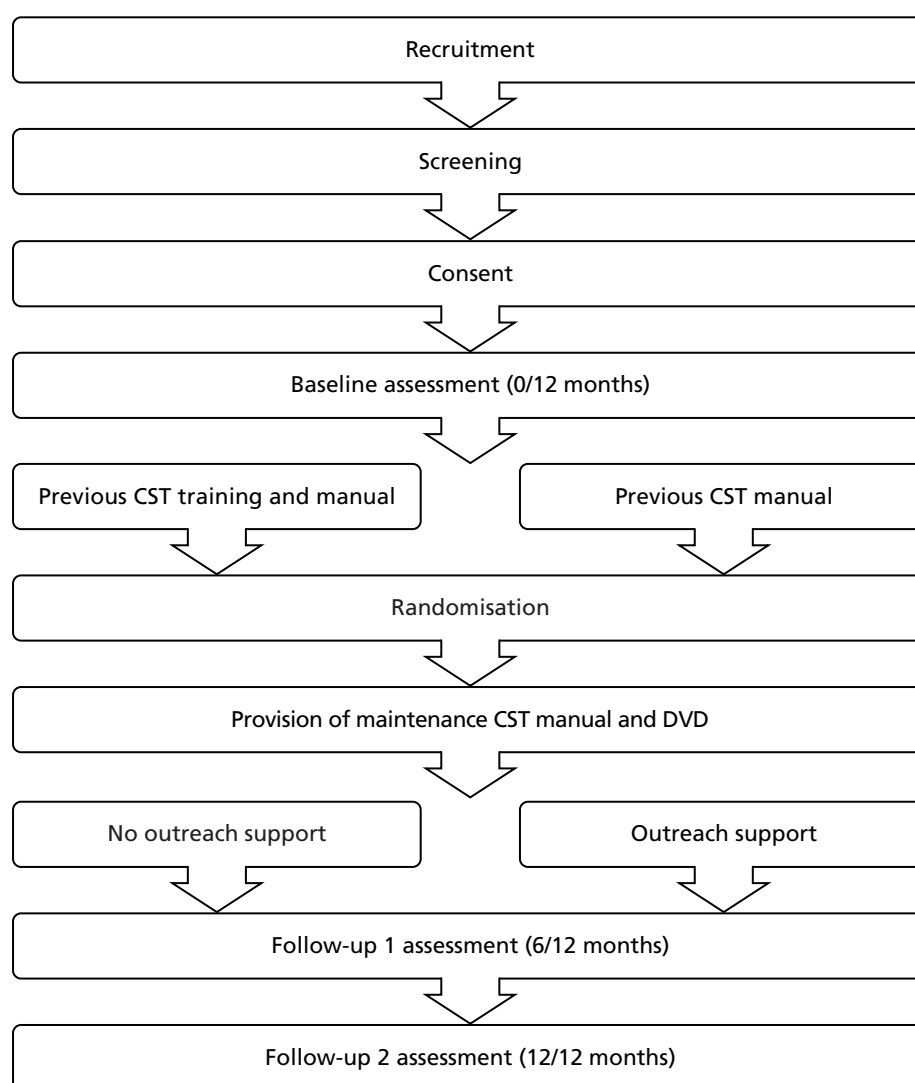 Recruitment
Screening
Consent
Baseline assessment (0/12 months)
Previous CST training and manual
Previous CST manual
Randomisation
Provision of maintenance CST manual and DVD
No outreach support
Outreach support
Follow-up 1 assessment (6/12 months)
Follow-up 2 assessment (12/12 months)